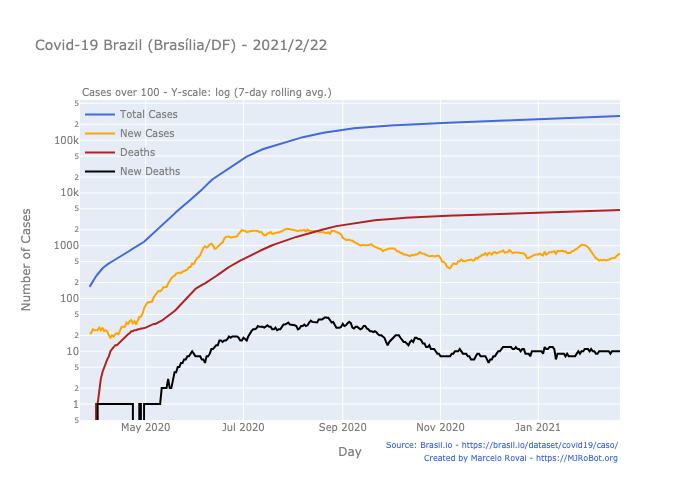 Covid-19 Brazil (Brasília/DF) - 2021/2/22
Cases over 100 - Y-scale: log (7-day rolling avg.)
Total Cases
New Cases
Deaths
New Deaths
Number of Cases
5
2
100k
5
2
10k
5
2
1000
5
2
100
5
2
10
5
2
1
5
May 2020
Jul 2020
Sep 2020
Nov 2020
Jan 2021
Day
Source: Brasil.io - https://brasil.io/dataset/covid19/caso/
Created by Marcelo Rovai - https://MJRoBot.org